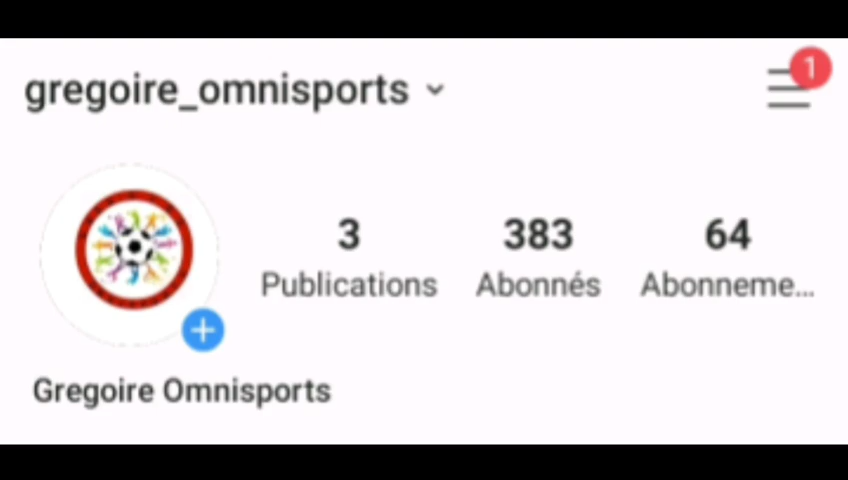 gregoire_omnisports
1
3 383 64
Publications Abonnés Abonneme...
Gregoire Omnisports